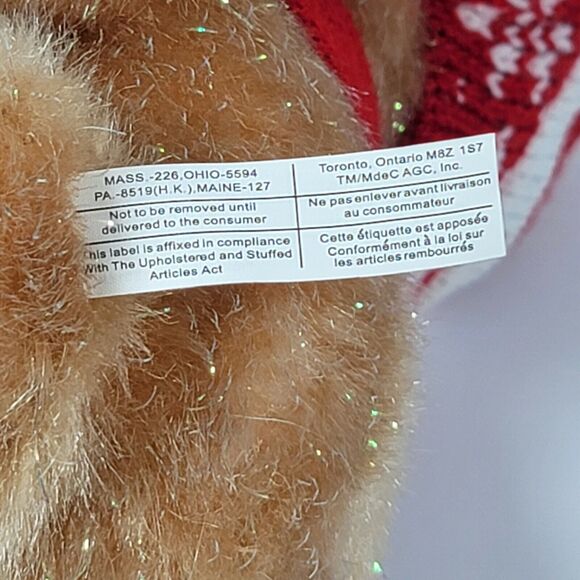 MASS.-226,OHIO-5594
PA.-8519(H.K.),MAINE-127
Not to be removed until
delivered to the consumer
his label is affixed in compliance
With The Upholstered and Stuffed
Articles Act
Toronto, Ontario M8Z 1S7
TM/MdeC AGC, Inc.
Ne pas enlever avant livraison
au consommateur
Cette étiquette est apposée
Conformément à la loi sur
les articles rembourrés